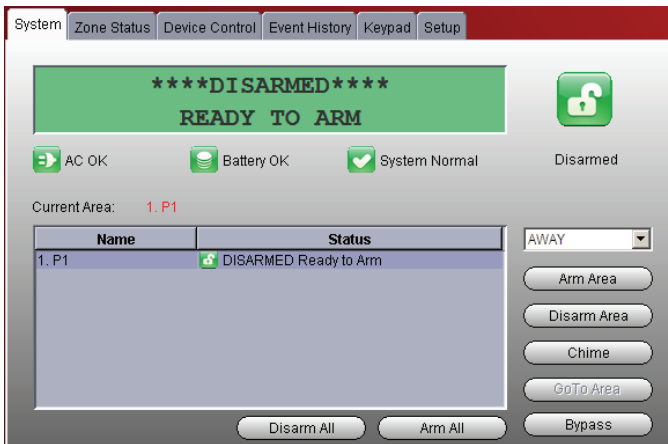 System Zone Status Device Control Event History Keypad Setup
****DISARMED****
READY TO ARM
AC OK Battery OK System Normal Disarmed
Current Area: 1. P1
Name Status
AWAY
1. P1 DISARMED Ready to Arm
Arm Area
Disarm Area
Chime
GoTo Area
Disarm All Arm All Bypass